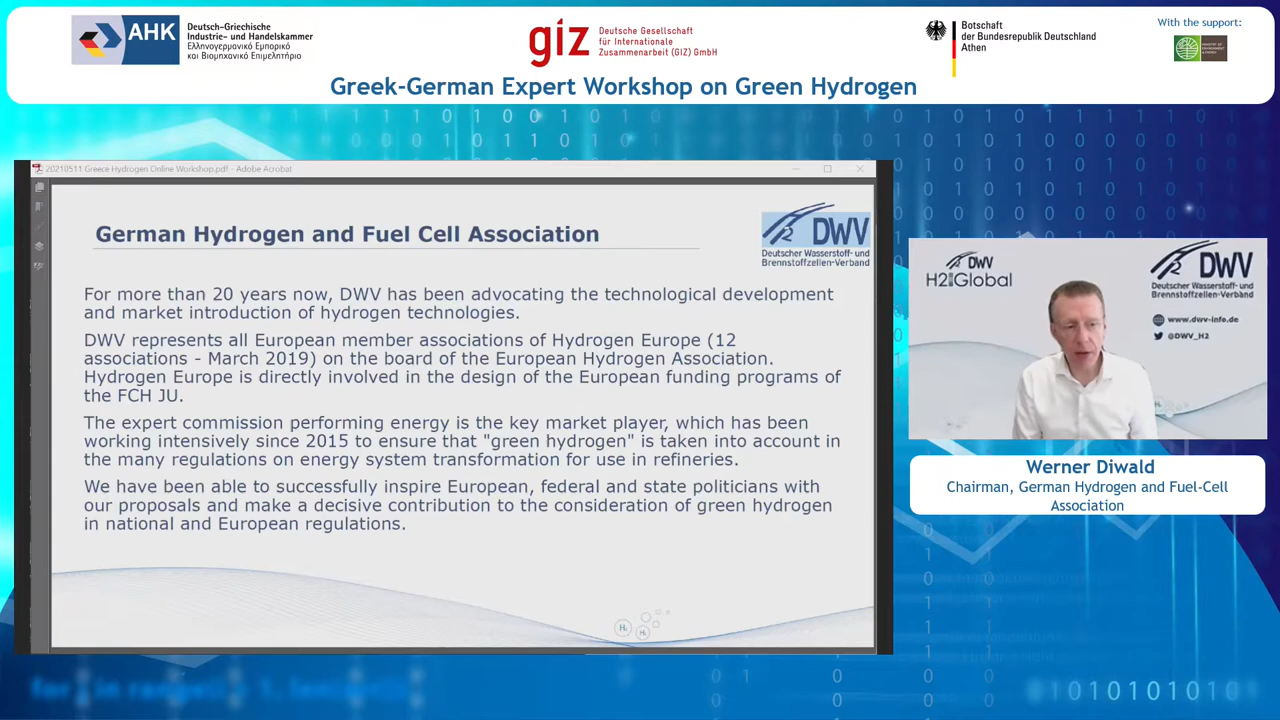 AHK
Deutsch-Griechische
Industrie- und Handelskammer
Ελληνογερμανικό Εμπορικό
και Βιομηχανικό Επιμελητήριο
giz
Deutsche Gesellschaft
für Internationale
Zusammenarbeit (GIZ) GmbH
Botschaft
der Bundesrepublik Deutschland
Athen
With the support:
Greek-German Expert Workshop on Green Hydrogen
20210511 Greece Hydrogen Online Workshop.pdf - Adobe Acrobat
German Hydrogen and Fuel Cell Association
DWV
Deutscher Wasserstoff- und
Brennstoffzellen-Verband
For more than 20 years now, DWV has been advocating the technological development
and market introduction of hydrogen technologies.
DWV represents all European member associations of Hydrogen Europe (12
associations - March 2019) on the board of the European Hydrogen Association.
Hydrogen Europe is directly involved in the design of the European funding programs of
the FCH JU.
The expert commission performing energy is the key market player, which has been
working intensively since 2015 to ensure that "green hydrogen" is taken into account in
the many regulations on energy system transformation for use in refineries.
We have been able to successfully inspire European, federal and state politicians with
our proposals and make a decisive contribution to the consideration of green hydrogen
in national and European regulations.
H₂
H₂
DWV
H2Global
DWV
Deutscher Wasserstoff- und
Brennstoffzellen-Verband
www.dwv-info.de
@DWV_H2
Werner Diwald
Chairman, German Hydrogen and Fuel-Cell
Association